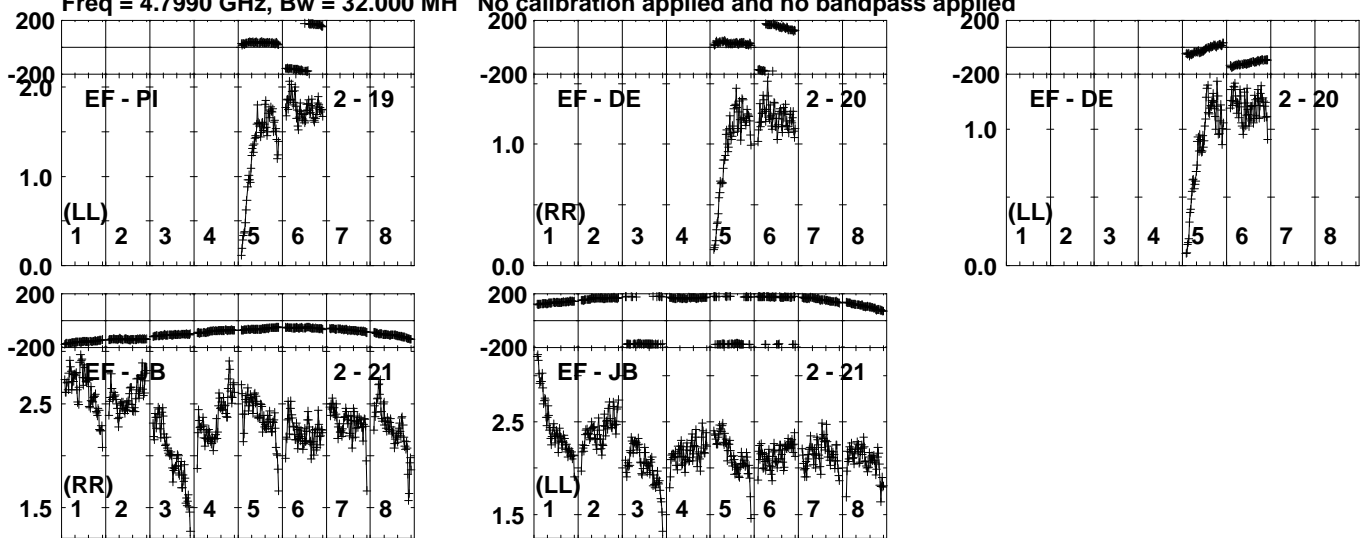 Freq = 4.7990 GHz, Bw = 32.000 MH No calibration applied and no bandpass applied
200
-200
2.0
1.0
0.0
EF - PI 2 - 19
(LL)
1 2 3 4 5 6 7 8
200
-200
1.0
0.0
EF - DE 2 - 20
(RR)
1 2 3 4 5 6 7 8
200
-200
1.0
0.0
EF - DE 2 - 20
(LL)
1 2 3 4 5 6 7 8
200
-200
2.5
1.5
EF - JB 2 - 21
(RR)
1 2 3 4 5 6 7 8
200
-200
2.5
1.5
EF - JB 2 - 21
(LL)
1 2 3 4 5 6 7 8